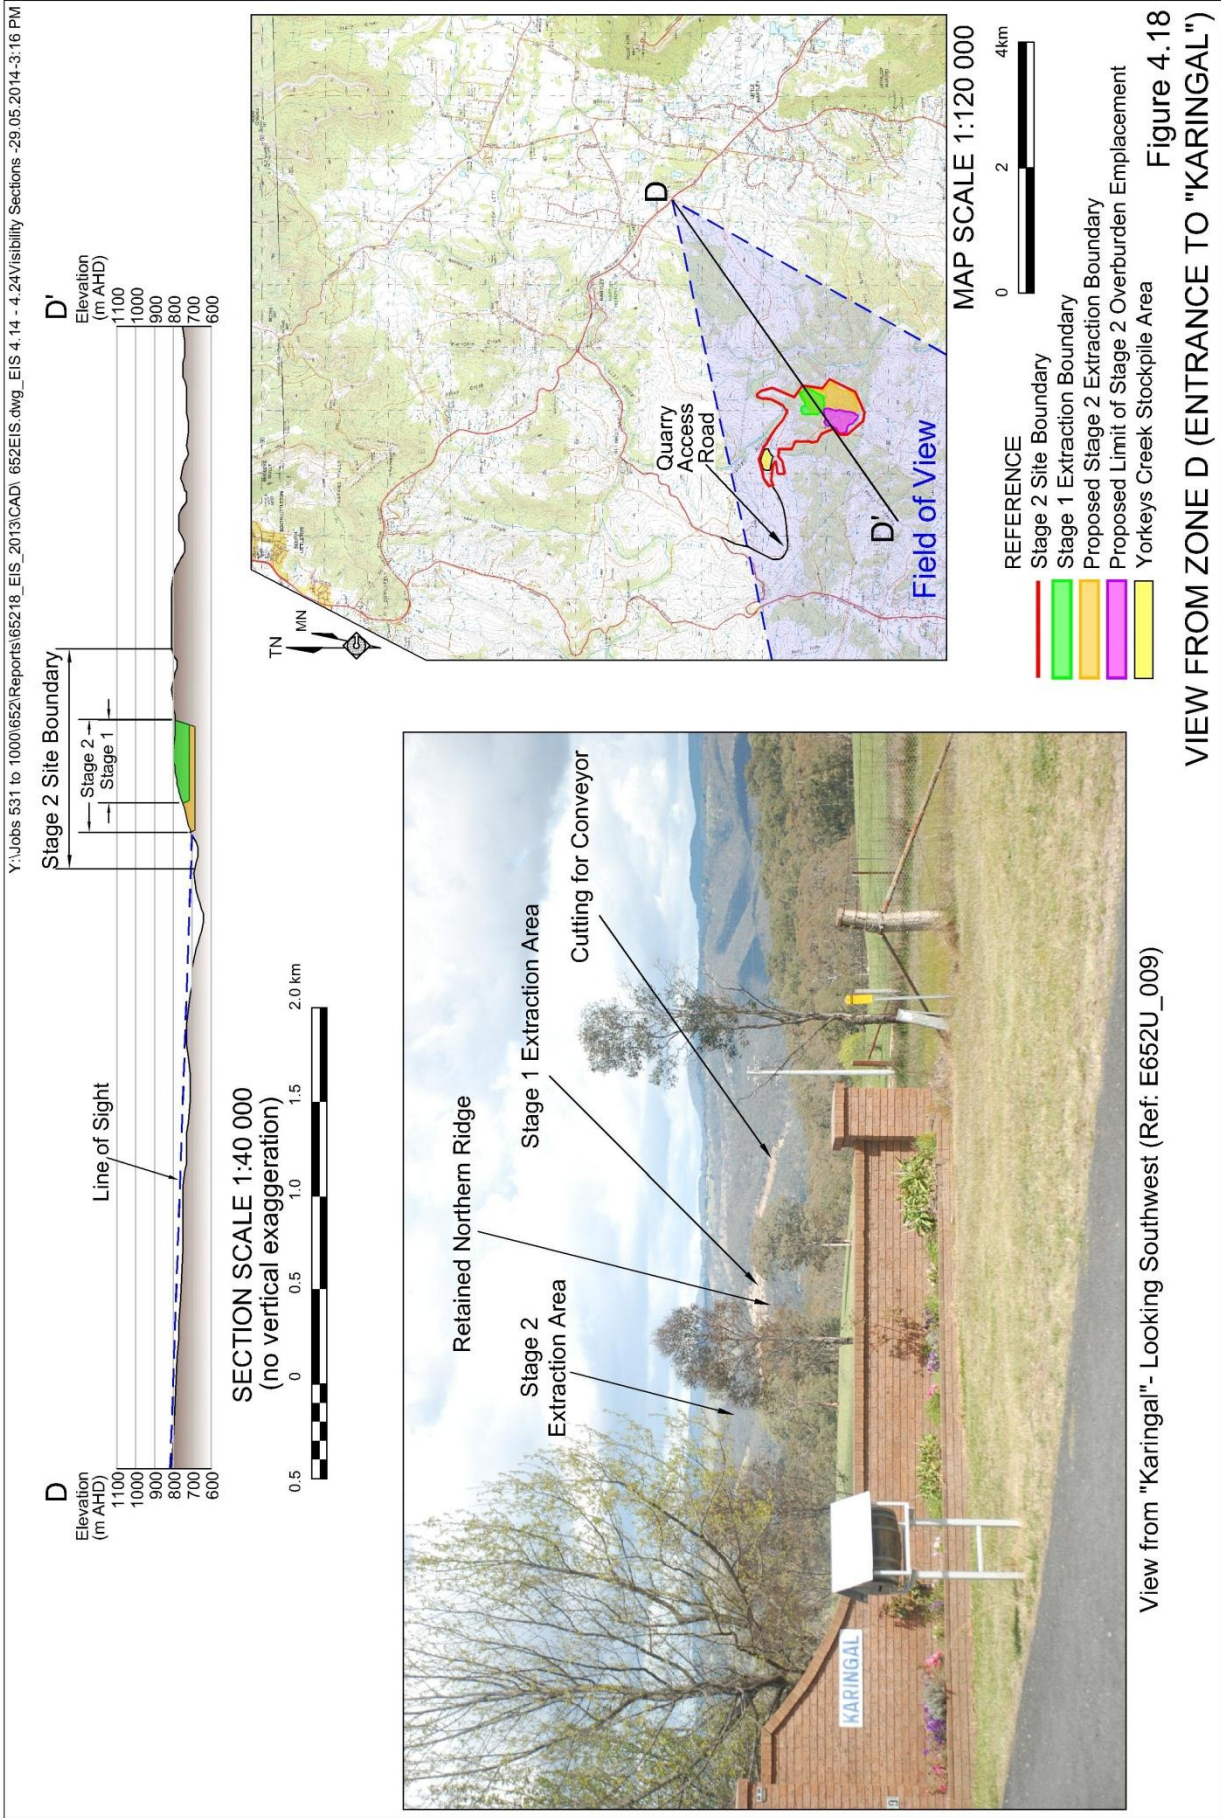 Y:\Jobs 531 to 1000\652\Reports\65218_EIS_2013\CAD\ 652EIS.dwg_EIS 4.14 - 4.24Visibility Sections -29.05.2014-3:16 PM
D
Elevation
(m AHD)
1100
1000
900
800
700
600
Line of Sight
Stage 2 Site Boundary
Stage 2
Stage 1
D'
Elevation
(m AHD)
1100
1000
900
800
700
600
SECTION SCALE 1:40 000
(no vertical exaggeration)
0.5
0
0.5
1.0
1.5
2.0 km
Stage 2
Extraction Area
Retained Northern Ridge
Stage 1 Extraction Area
Cutting for Conveyor
KARINGAL
9
View from "Karingal"- Looking Southwest (Ref. E652U_009)
TN
MN
D
Quarry
Access
Road
D'
Field of View
MAP SCALE 1:120 000
0
2
4km
REFERENCE
Stage 2 Site Boundary
Stage 1 Extraction Boundary
Proposed Stage 2 Extraction Boundary
Proposed Limit of Stage 2 Overburden Emplacement
Yorkeys Creek Stockpile Area
Figure 4.18
VIEW FROM ZONE D (ENTRANCE TO "KARINGAL")